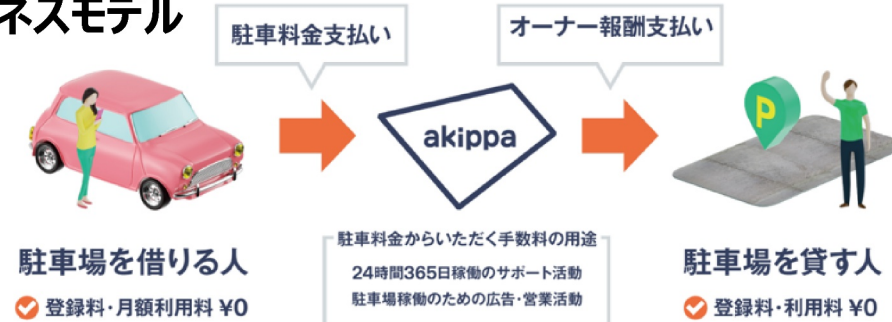 ネスモデル
駐車料金支払い
オーナー報酬支払い
akippa
P
駐車料金からいただく手数料の用途
24時間365日稼働のサポート活動
駐車場稼働のための広告・営業活動
駐車場を借りる人
登録料・月額利用料 ¥0
駐車場を貸す人
登録料・利用料 ¥0